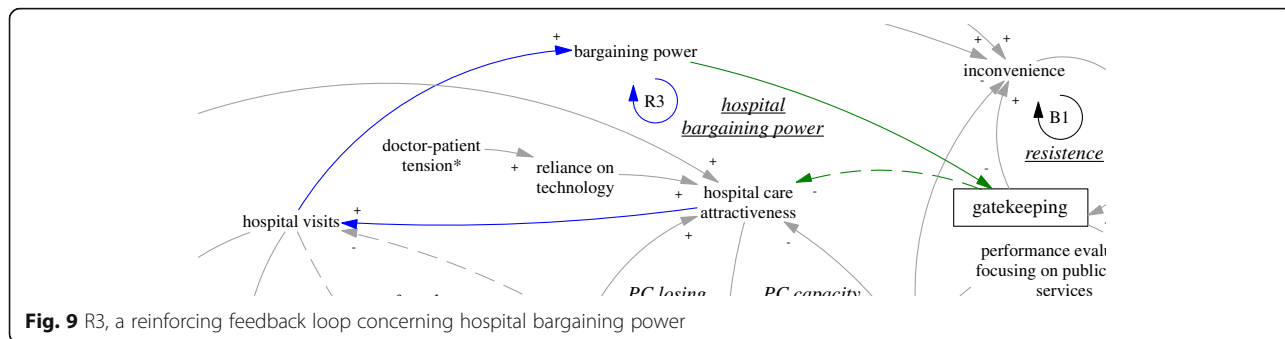 +
bargaining power
+
+
inconvenience
-
+
R3
hospital
bargaining power
B1
resistence
doctor-patient
tension*
+
reliance on
technology
+
+
hospital care
attractiveness
-
-
gatekeeping
hospital visits
+
-
+
-
performance evalu
focusing on public
services
PC losing
PC capacity
Fig. 9 R3, a reinforcing feedback loop concerning hospital bargaining power